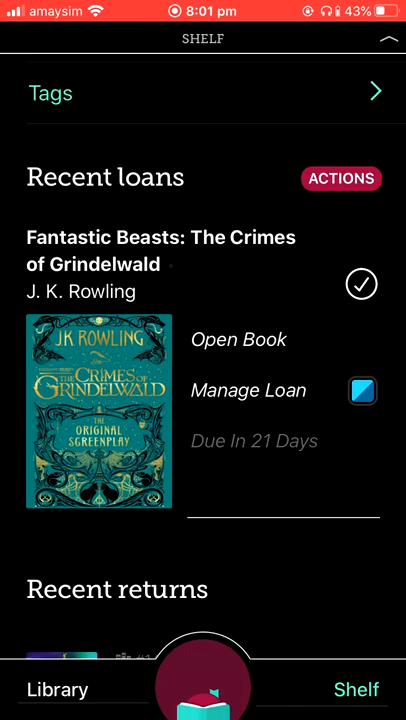 amaysim 8:01 pm 43%
SHELF
Tags
Recent loans ACTIONS
Fantastic Beasts: The Crimes
of Grindelwald
J. K. Rowling
J.K. ROWLING
THE CRIMES OF
GRINDELWALD
THE
ORIGINAL
SCREENPLAY
Open Book
Manage Loan
Due In 21 Days
Recent returns
Library Shelf